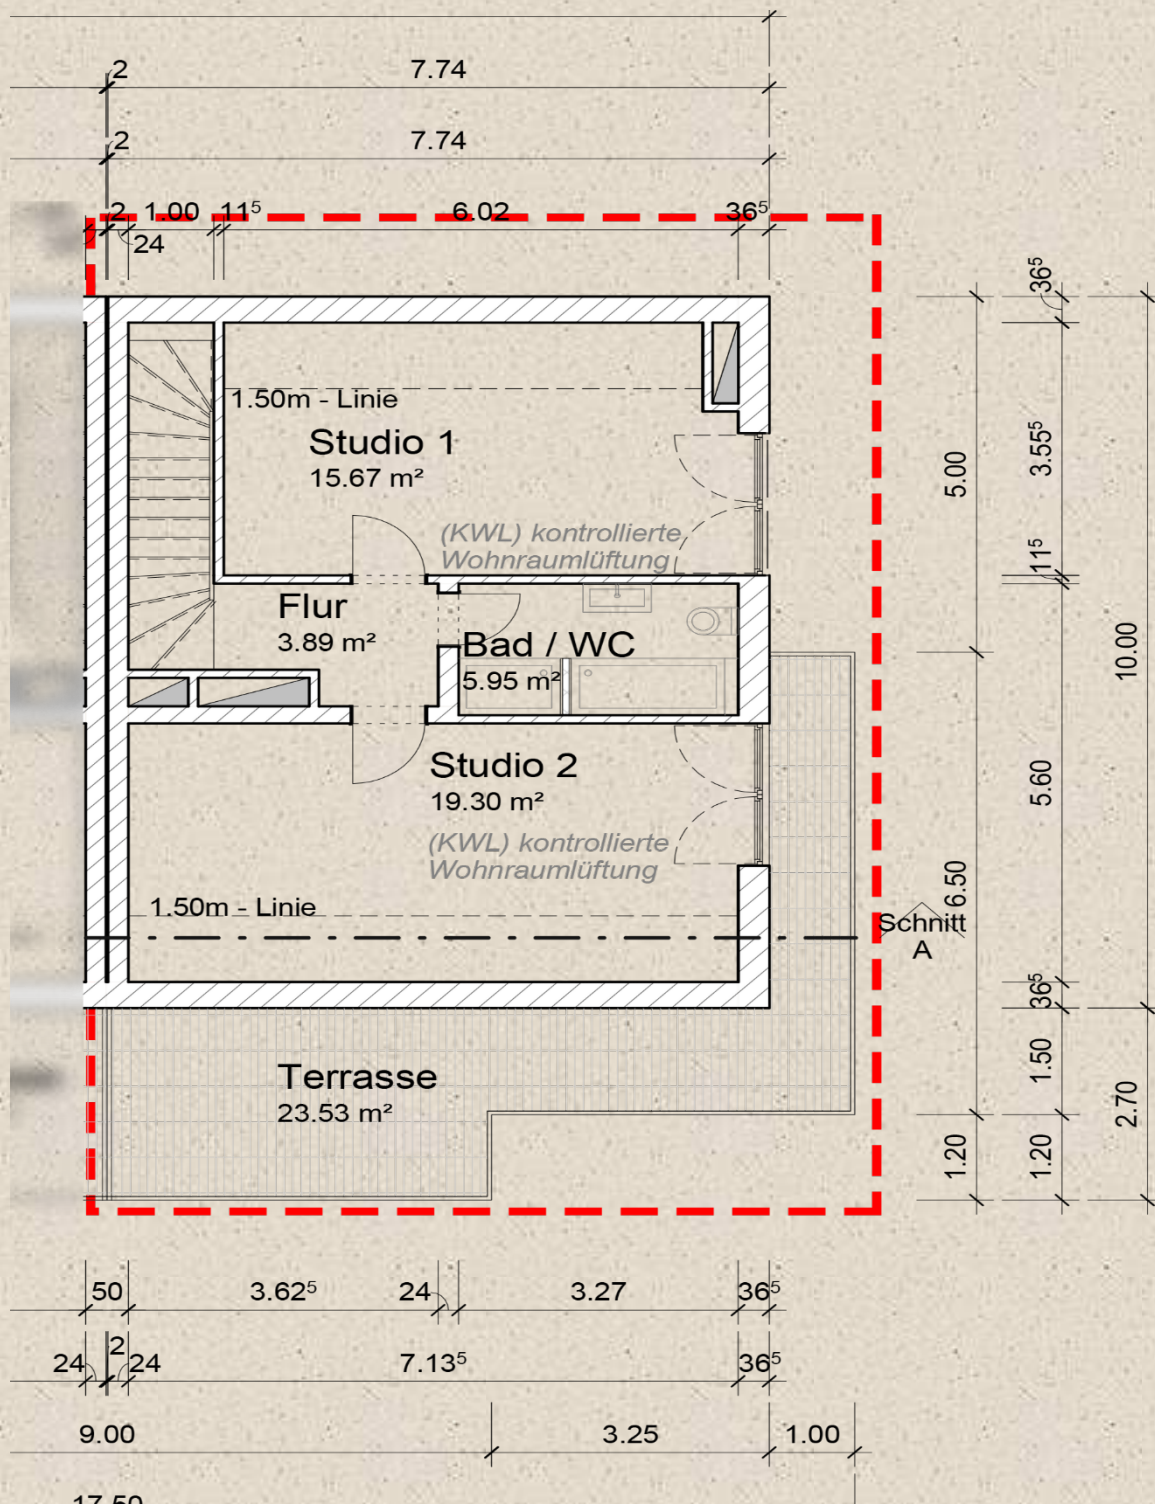 2 7.74
2 7.74
2 1.00 11⁵ 6.02 36⁵
24
36⁵
1.50m - Linie
Studio 1
15.67 m²
5.00
3.55⁵
(KWL) kontrollierte
Wohnraumlüftung
11⁵
Flur
3.89 m²
Bad / WC
5.95 m²
10.00
Studio 2
19.30 m²
5.60
(KWL) kontrollierte
Wohnraumlüftung
6.50
1.50m - Linie
Schnitt
A
36⁵
Terrasse
23.53 m²
1.50
2.70
1.20
1.20
50 3.62⁵ 24 3.27 36⁵
24 2 24 7.13⁵ 36⁵
9.00 3.25 1.00
17.50